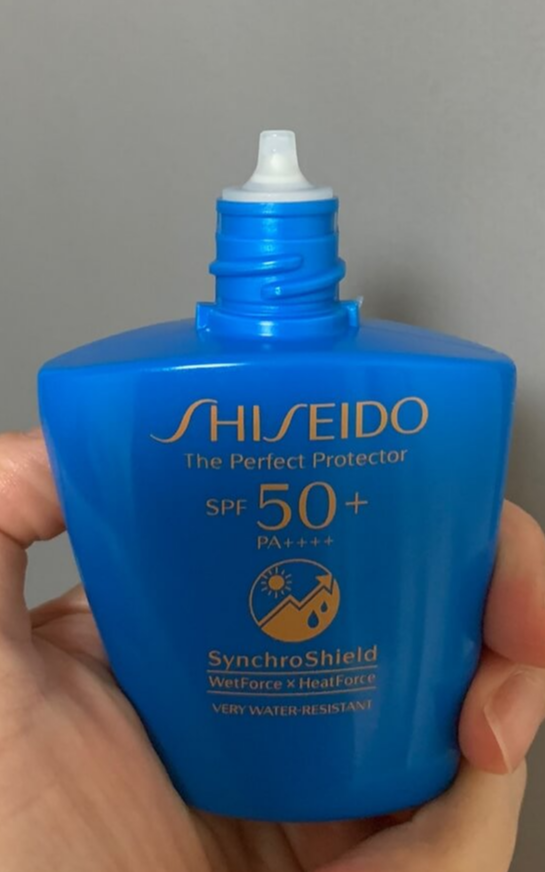 SHISEIDO
The Perfect Protector
SPF 50+
PA++++
SynchroShield
WetForce × HeatForce
VERY WATER-RESISTANT